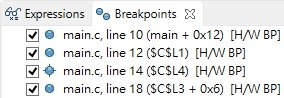 Expressions Breakpoints
main.c, line 10 (main + 0x12) [H/W BP]
main.c, line 12 ($C$L1) [H/W BP]
main.c, line 14 ($C$L4) [H/W BP]
main.c, line 18 ($C$L3 + 0x6) [H/W BP]